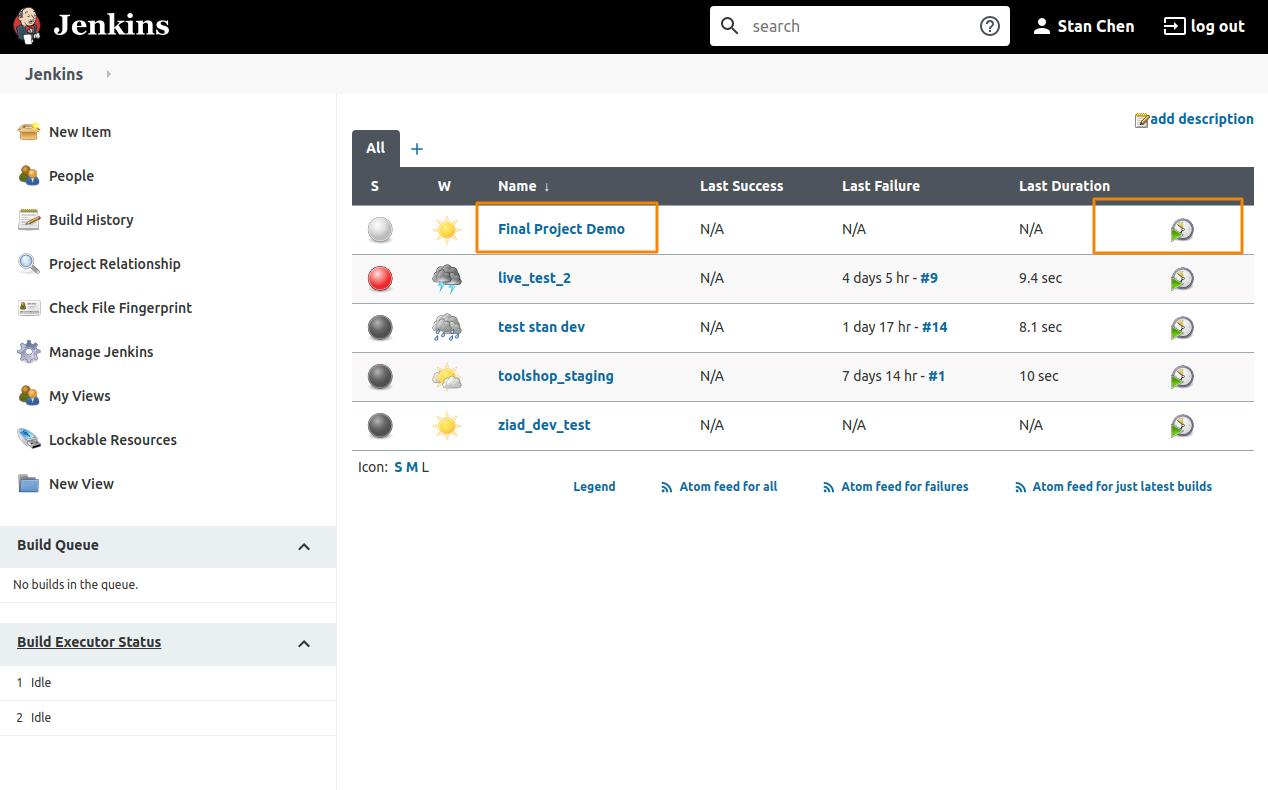 Jenkins
search
Stan Chen
log out
Jenkins
add description
New Item
People
Build History
Project Relationship
Check File Fingerprint
Manage Jenkins
My Views
Lockable Resources
New View
Build Queue
No builds in the queue.
Build Executor Status
1 Idle
2 Idle
All +
S W Name ↓ Last Success Last Failure Last Duration
Final Project Demo N/A N/A N/A
live_test_2 N/A 4 days 5 hr - #9 9.4 sec
test stan dev N/A 1 day 17 hr - #14 8.1 sec
toolshop_staging N/A 7 days 14 hr - #1 10 sec
ziad_dev_test N/A N/A N/A
Icon: S M L
Legend Atom feed for all Atom feed for failures Atom feed for just latest builds